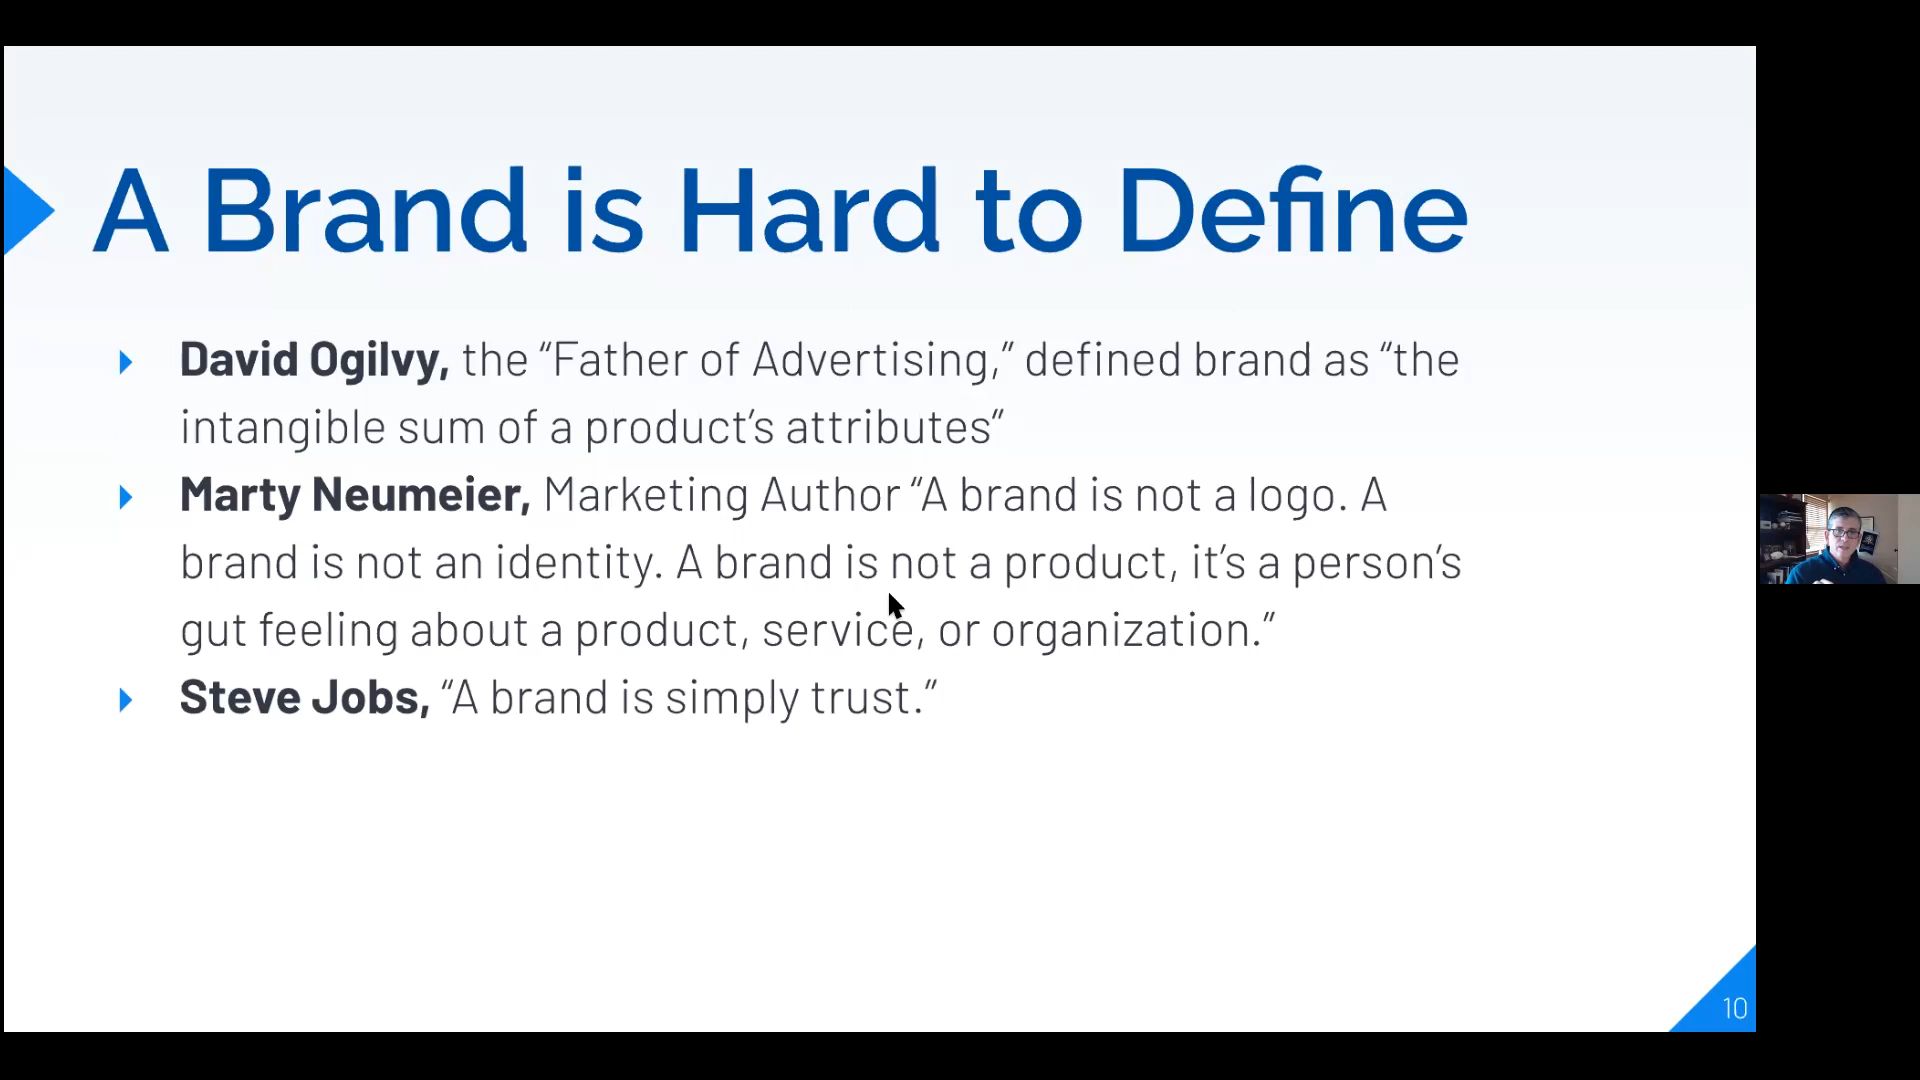 A Brand is Hard to Define
David Ogilvy, the “Father of Advertising,” defined brand as “the
intangible sum of a product’s attributes”
Marty Neumeier, Marketing Author “A brand is not a logo. A
brand is not an identity. A brand is not a product, it’s a person’s
gut feeling about a product, service, or organization.”
Steve Jobs, “A brand is simply trust.”
10